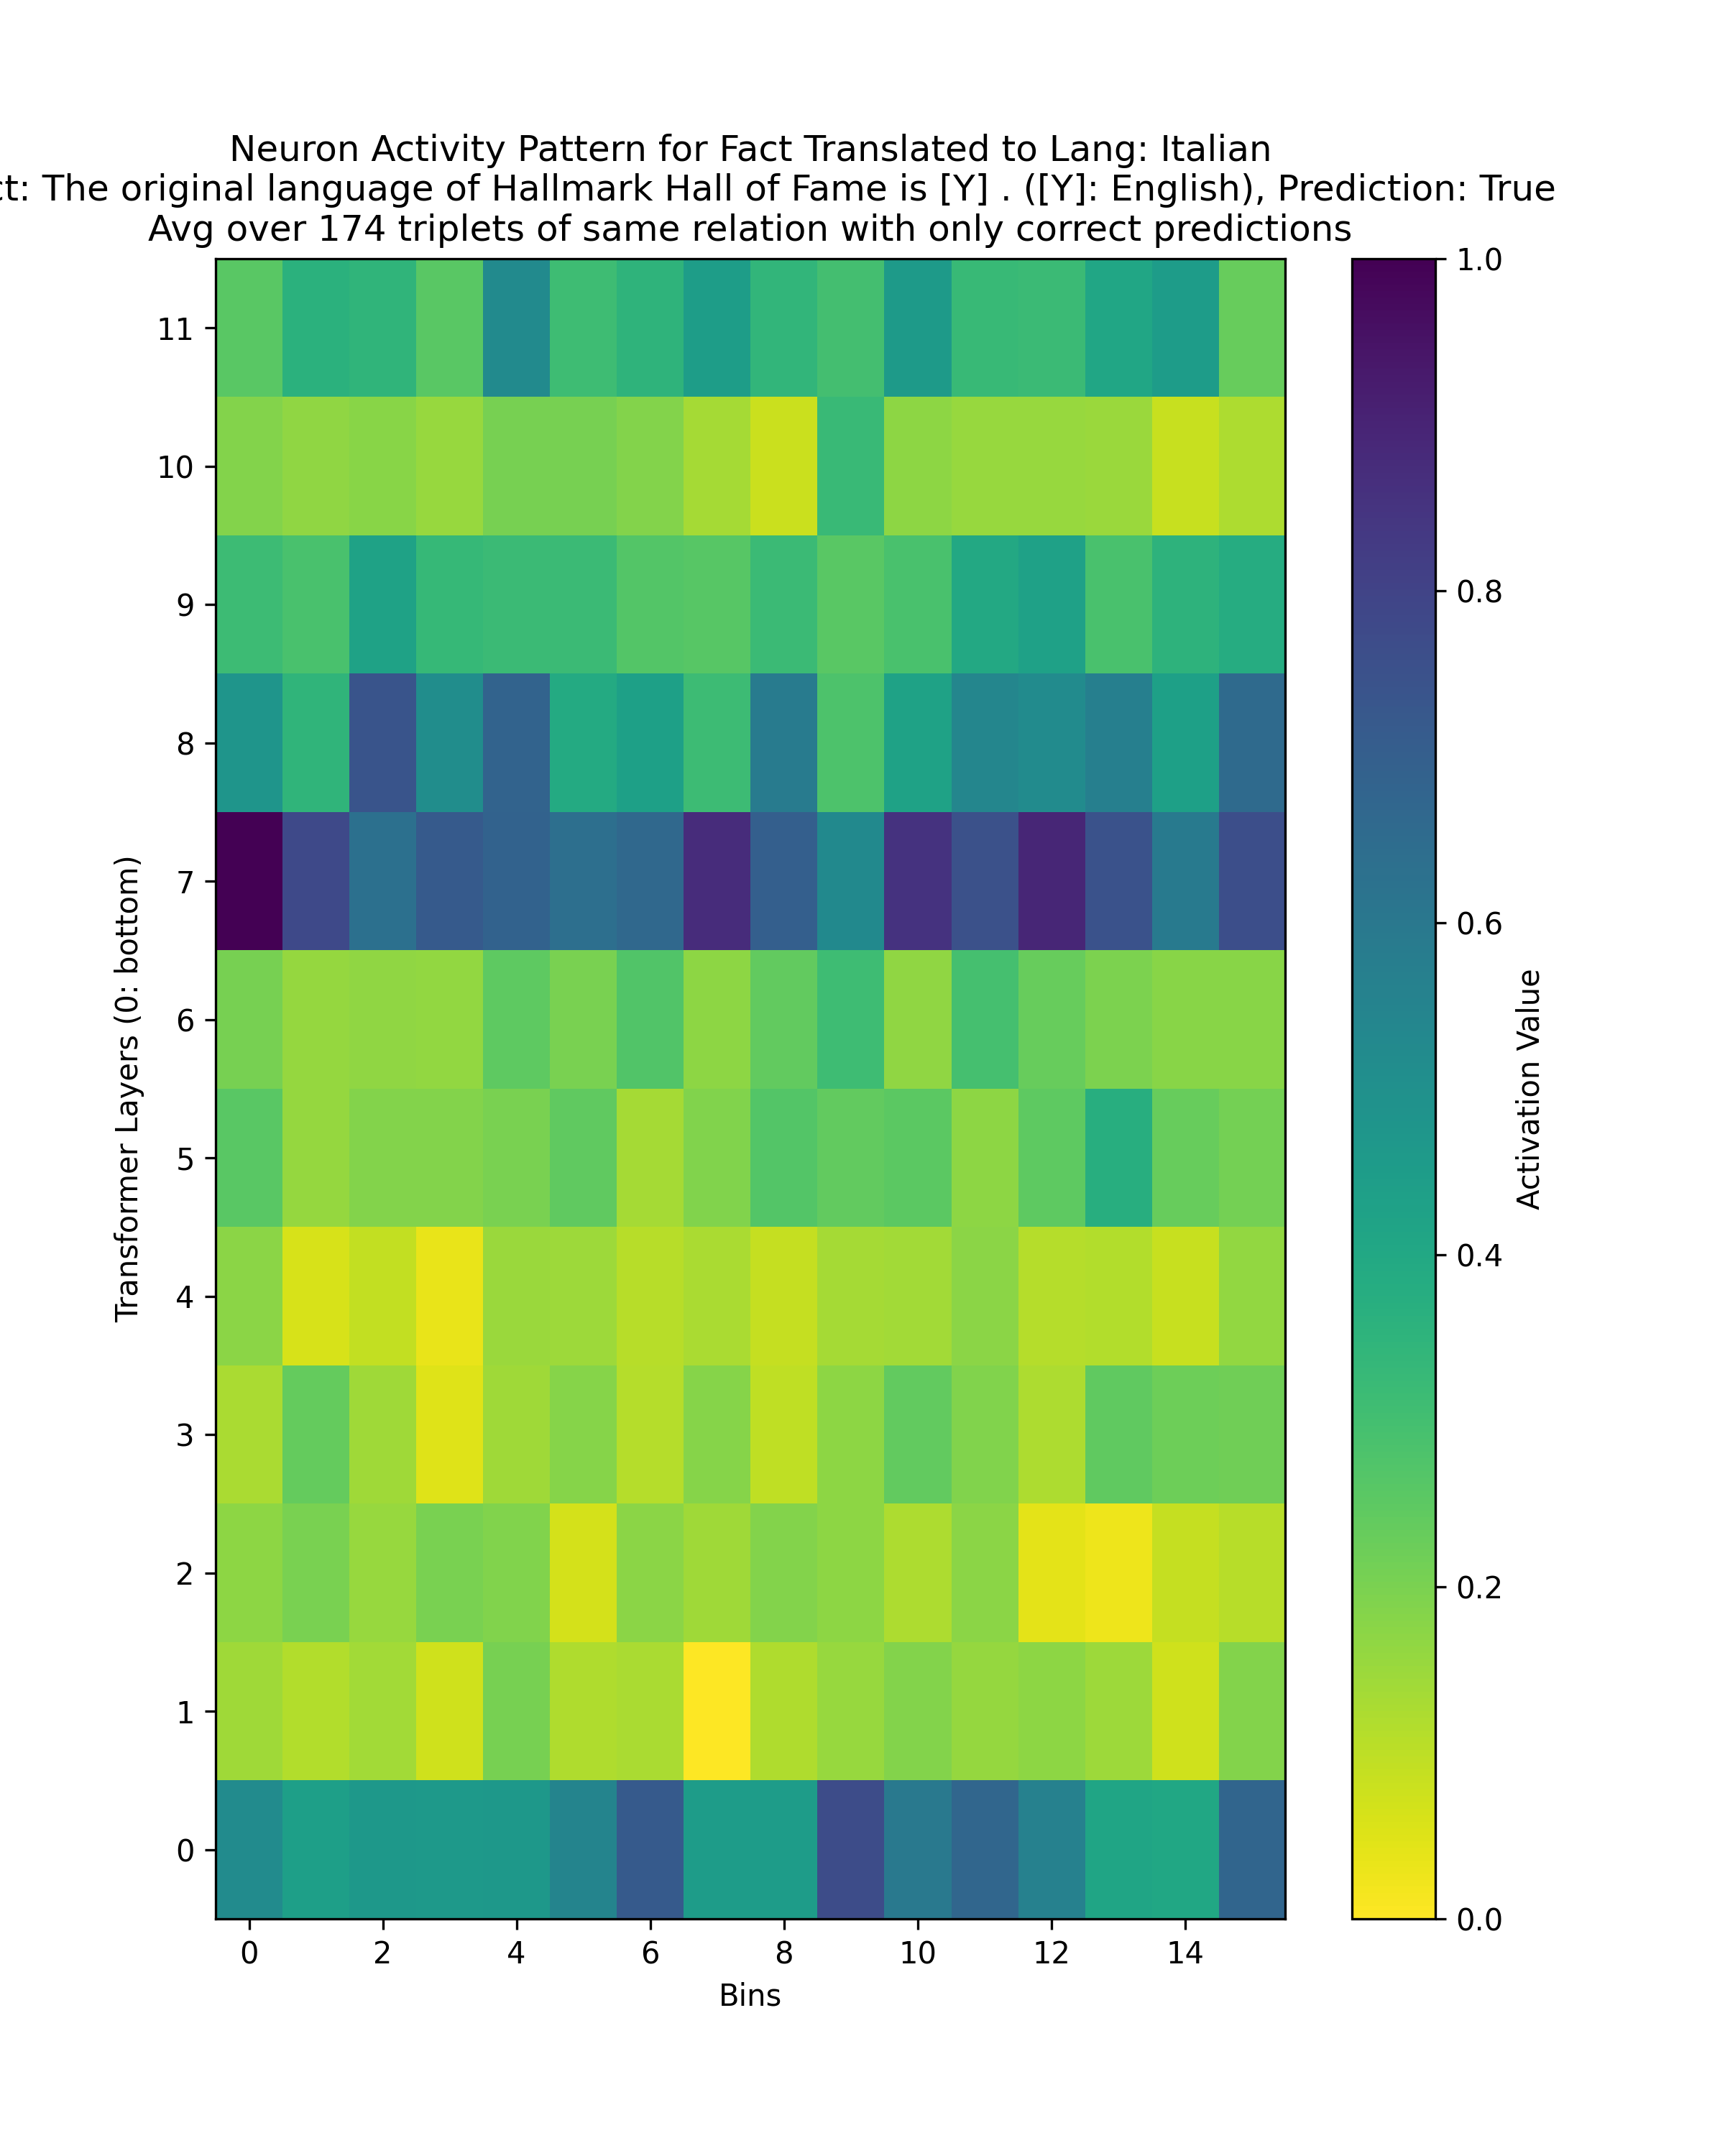 Neuron Activity Pattern for Fact Translated to Lang: Italian
The original language of Hallmark Hall of Fame is [Y] . ([Y]: English), Prediction: True
Avg over 174 triplets of same relation with only correct predictions
11
10
9
8
7
6
5
4
3
2
1
0
Transformer Layers (0: bottom)
0 2 4 6 8 10 12 14
Bins
1.0
0.8
0.6
0.4
0.2
0.0
Activation Value